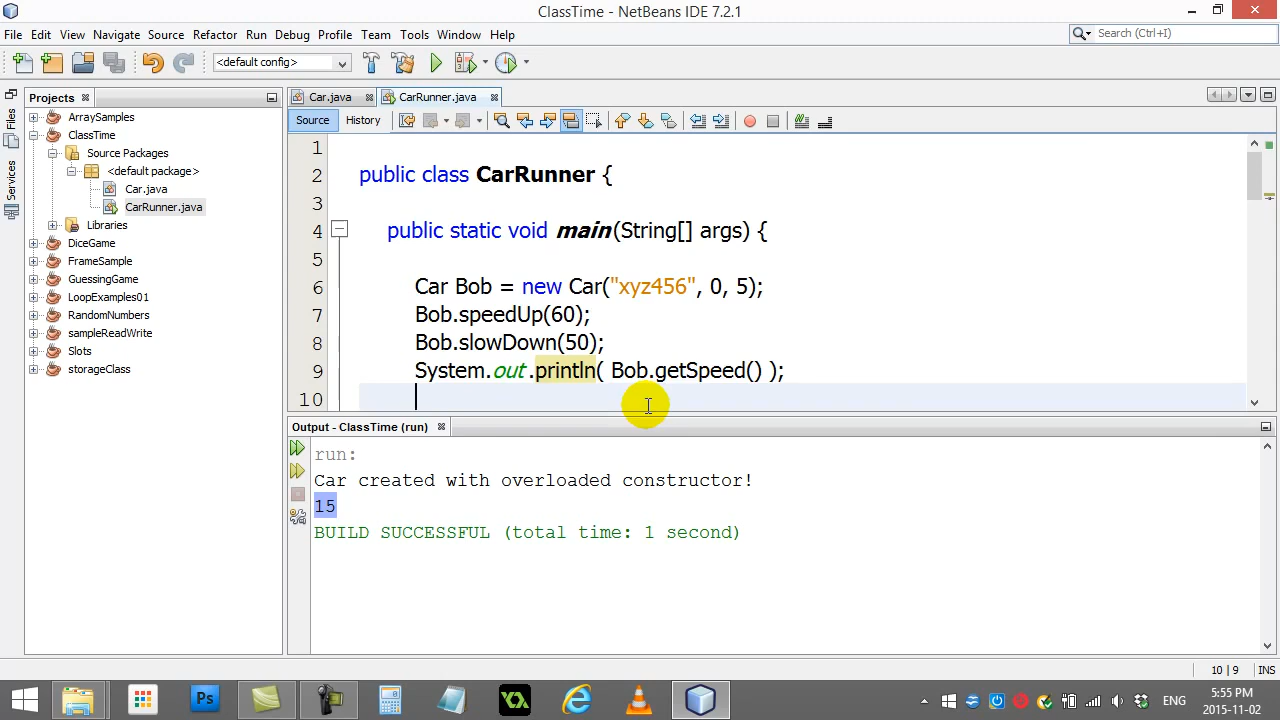 ClassTime - NetBeans IDE 7.2.1
File Edit View Navigate Source Refactor Run Debug Profile Team Tools Window Help
Search (Ctrl+I)
<default config>
Files
Services
Projects
ArraySamples
ClassTime
Source Packages
<default package>
Car.java
CarRunner.java
Libraries
DiceGame
FrameSample
GuessingGame
LoopExamples01
RandomNumbers
sampleReadWrite
Slots
storageClass
Car.java CarRunner.java
Source History
1
2 public class CarRunner {
3
4 public static void main(String[] args) {
5
6 Car Bob = new Car("xyz456", 0, 5);
7 Bob.speedUp(60);
8 Bob.slowDown(50);
9 System.out.println( Bob.getSpeed() );
10
Output - ClassTime (run)
run:
Car created with overloaded constructor!
15
BUILD SUCCESSFUL (total time: 1 second)
10 | 9 INS
Ps
ENG
5:55 PM
2015-11-02